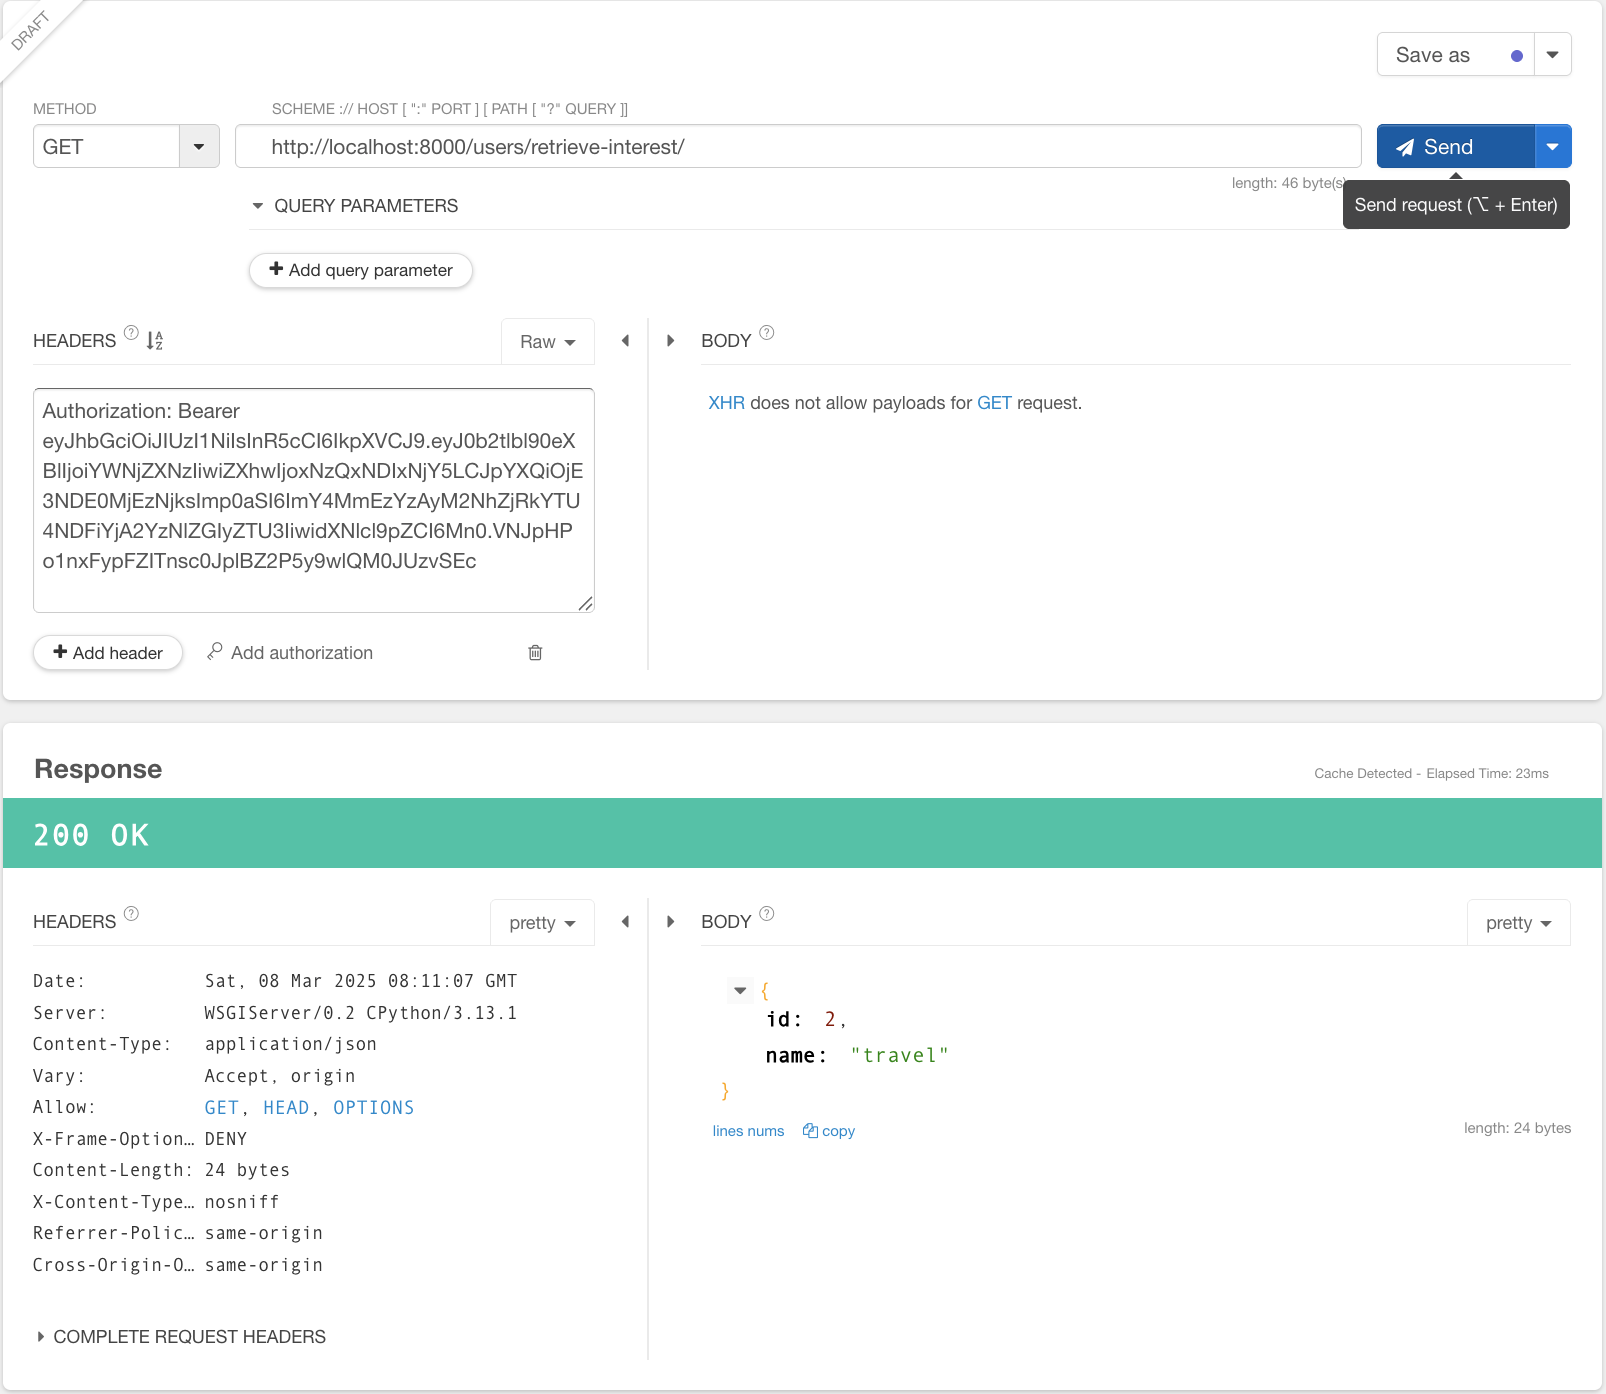 DRAFT
Save as
METHOD
SCHEME :// HOST [ ":" PORT ] [ PATH [ "?" QUERY ]]
GET
http://localhost:8000/users/retrieve-interest/
Send
length: 46 byte(s)
Send request (⌥ + Enter)
QUERY PARAMETERS
Add query parameter
HEADERS ?
Raw
BODY ?
Authorization: Bearer
eyJhbGciOiJIUzI1NiIsInR5cCI6IkpXVCJ9.eyJ0b2tlbl90eX
BlIjoiYWNjZXNzIiwiZXhwIjoxNzQxNDIxNjY5LCJpYXQiOjE
3NDE0MjEzNjksImp0aSI6ImY4MmEzYzAyM2NhZjRkYTU
4NDFiYjA2YzNlZGIyZTU3IiwidXNlcl9pZCI6Mn0.VNJpHP
o1nxFypFZITnsc0JplBZ2P5y9wlQM0JUzvSEc
XHR does not allow payloads for GET request.
Add header
Add authorization
Response
Cache Detected - Elapsed Time: 23ms
200 OK
HEADERS ?
pretty
BODY ?
pretty
Date: Sat, 08 Mar 2025 08:11:07 GMT
Server: WSGIServer/0.2 CPython/3.13.1
Content-Type: application/json
Vary: Accept, origin
Allow: GET, HEAD, OPTIONS
X-Frame-Option… DENY
Content-Length: 24 bytes
X-Content-Type… nosniff
Referrer-Polic… same-origin
Cross-Origin-O… same-origin
{
id: 2,
name: "travel"
}
lines nums
copy
length: 24 bytes
COMPLETE REQUEST HEADERS